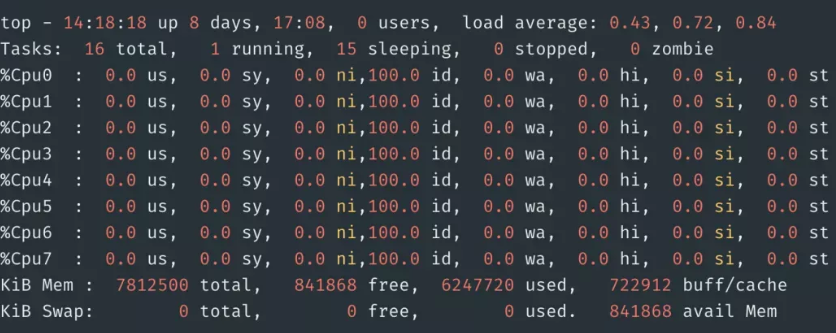 top - 14:18:18 up 8 days, 17:08,  0 users,  load average: 0.43, 0.72, 0.84
Tasks:  16 total,   1 running,  15 sleeping,   0 stopped,   0 zombie
%Cpu0  :  0.0 us,  0.0 sy,  0.0 ni,100.0 id,  0.0 wa,  0.0 hi,  0.0 si,  0.0 st
%Cpu1  :  0.0 us,  0.0 sy,  0.0 ni,100.0 id,  0.0 wa,  0.0 hi,  0.0 si,  0.0 st
%Cpu2  :  0.0 us,  0.0 sy,  0.0 ni,100.0 id,  0.0 wa,  0.0 hi,  0.0 si,  0.0 st
%Cpu3  :  0.0 us,  0.0 sy,  0.0 ni,100.0 id,  0.0 wa,  0.0 hi,  0.0 si,  0.0 st
%Cpu4  :  0.0 us,  0.0 sy,  0.0 ni,100.0 id,  0.0 wa,  0.0 hi,  0.0 si,  0.0 st
%Cpu5  :  0.0 us,  0.0 sy,  0.0 ni,100.0 id,  0.0 wa,  0.0 hi,  0.0 si,  0.0 st
%Cpu6  :  0.0 us,  0.0 sy,  0.0 ni,100.0 id,  0.0 wa,  0.0 hi,  0.0 si,  0.0 st
%Cpu7  :  0.0 us,  0.0 sy,  0.0 ni,100.0 id,  0.0 wa,  0.0 hi,  0.0 si,  0.0 st
KiB Mem :  7812500 total,   841868 free,  6247720 used,   722912 buff/cache
KiB Swap:        0 total,        0 free,        0 used.   841868 avail Mem